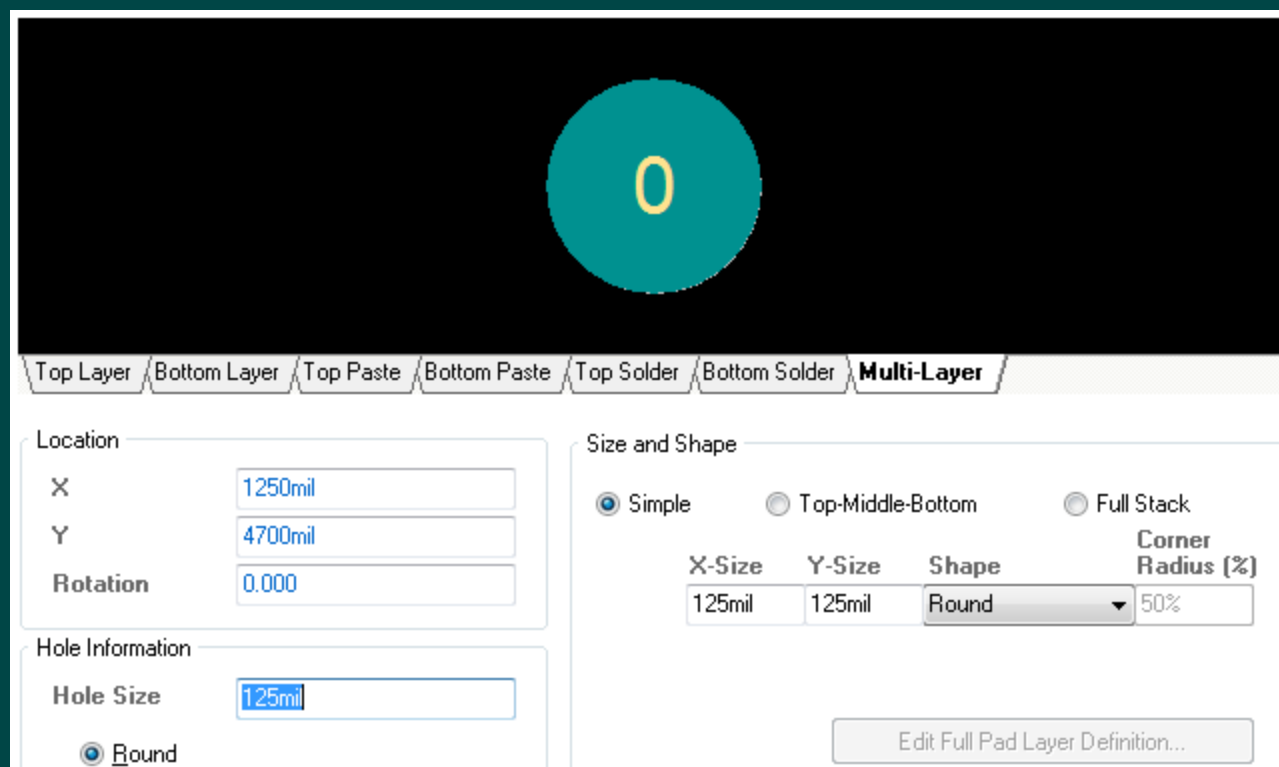 0
Top Layer Bottom Layer Top Paste Bottom Paste Top Solder Bottom Solder Multi-Layer
Location
X 1250mil
Y 4700mil
Rotation 0.000
Hole Information
Hole Size 125mil
Round
Size and Shape
Simple Top-Middle-Bottom Full Stack
X-Size Y-Size Shape Corner Radius (%)
125mil 125mil Round 50%
Edit Full Pad Layer Definition...